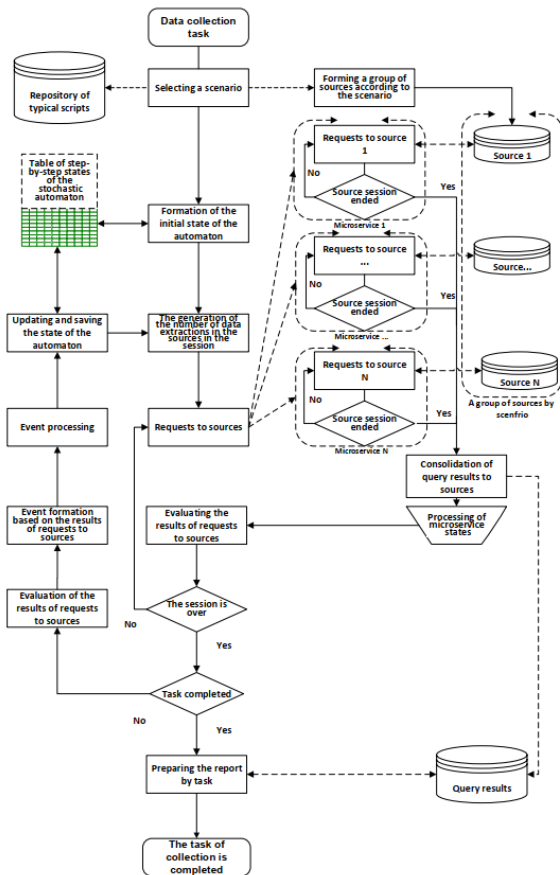 Data collection
task
Repository of
typical scripts
Selecting a scenario
Forming a group of
sources according to
the scenario
Requests to source
1
Source 1
No
Source session
ended
Yes
Microservice 1
Table of step-
by-step states
of the
stochastic
automaton
Formation of the
initial state of the
automaton
Requests to source
...
Source...
No
Source session
ended
Yes
Microservice ...
Updating and saving
the state of the
automaton
The generation of
the number of data
extractions in the
sources in the
session
Requests to source
N
Source N
No
Source session
ended
Yes
Microservice N
A group of sources by
scenfrio
Event processing
Requests to sources
Consolidation of
query results to
sources
Event formation
based on the results
of requests to
sources
Evaluating the
results of requests
to sources
Processing of
microservice
states
Evaluation of the
results of requests to
sources
The session is
over
No
Yes
Task completed
No
Yes
Preparing the report
by task
Query results
The task of
collection is
completed